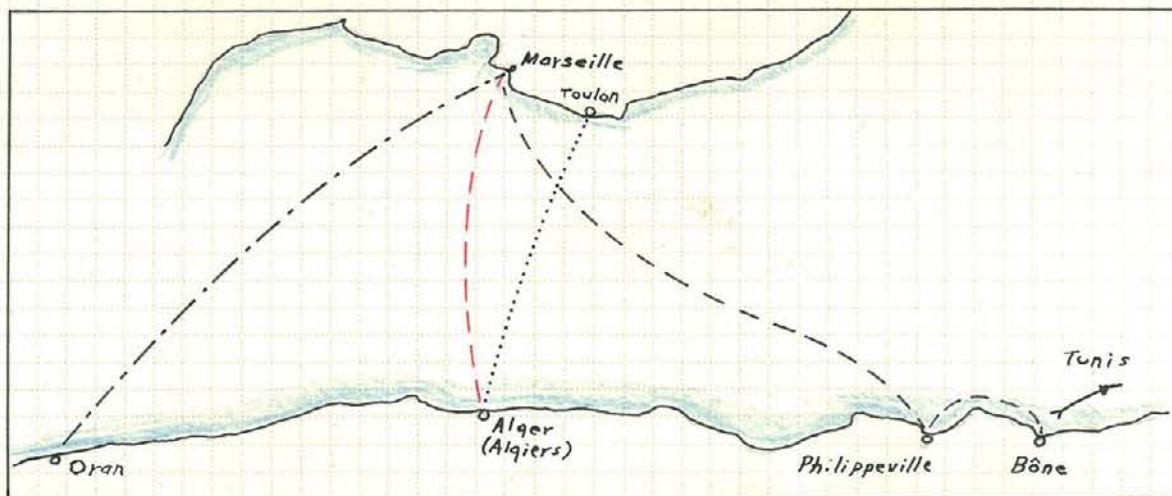 Marseille
Toulon
Tunis
Alger
(Algiers)
Oran
Philippeville
Bône